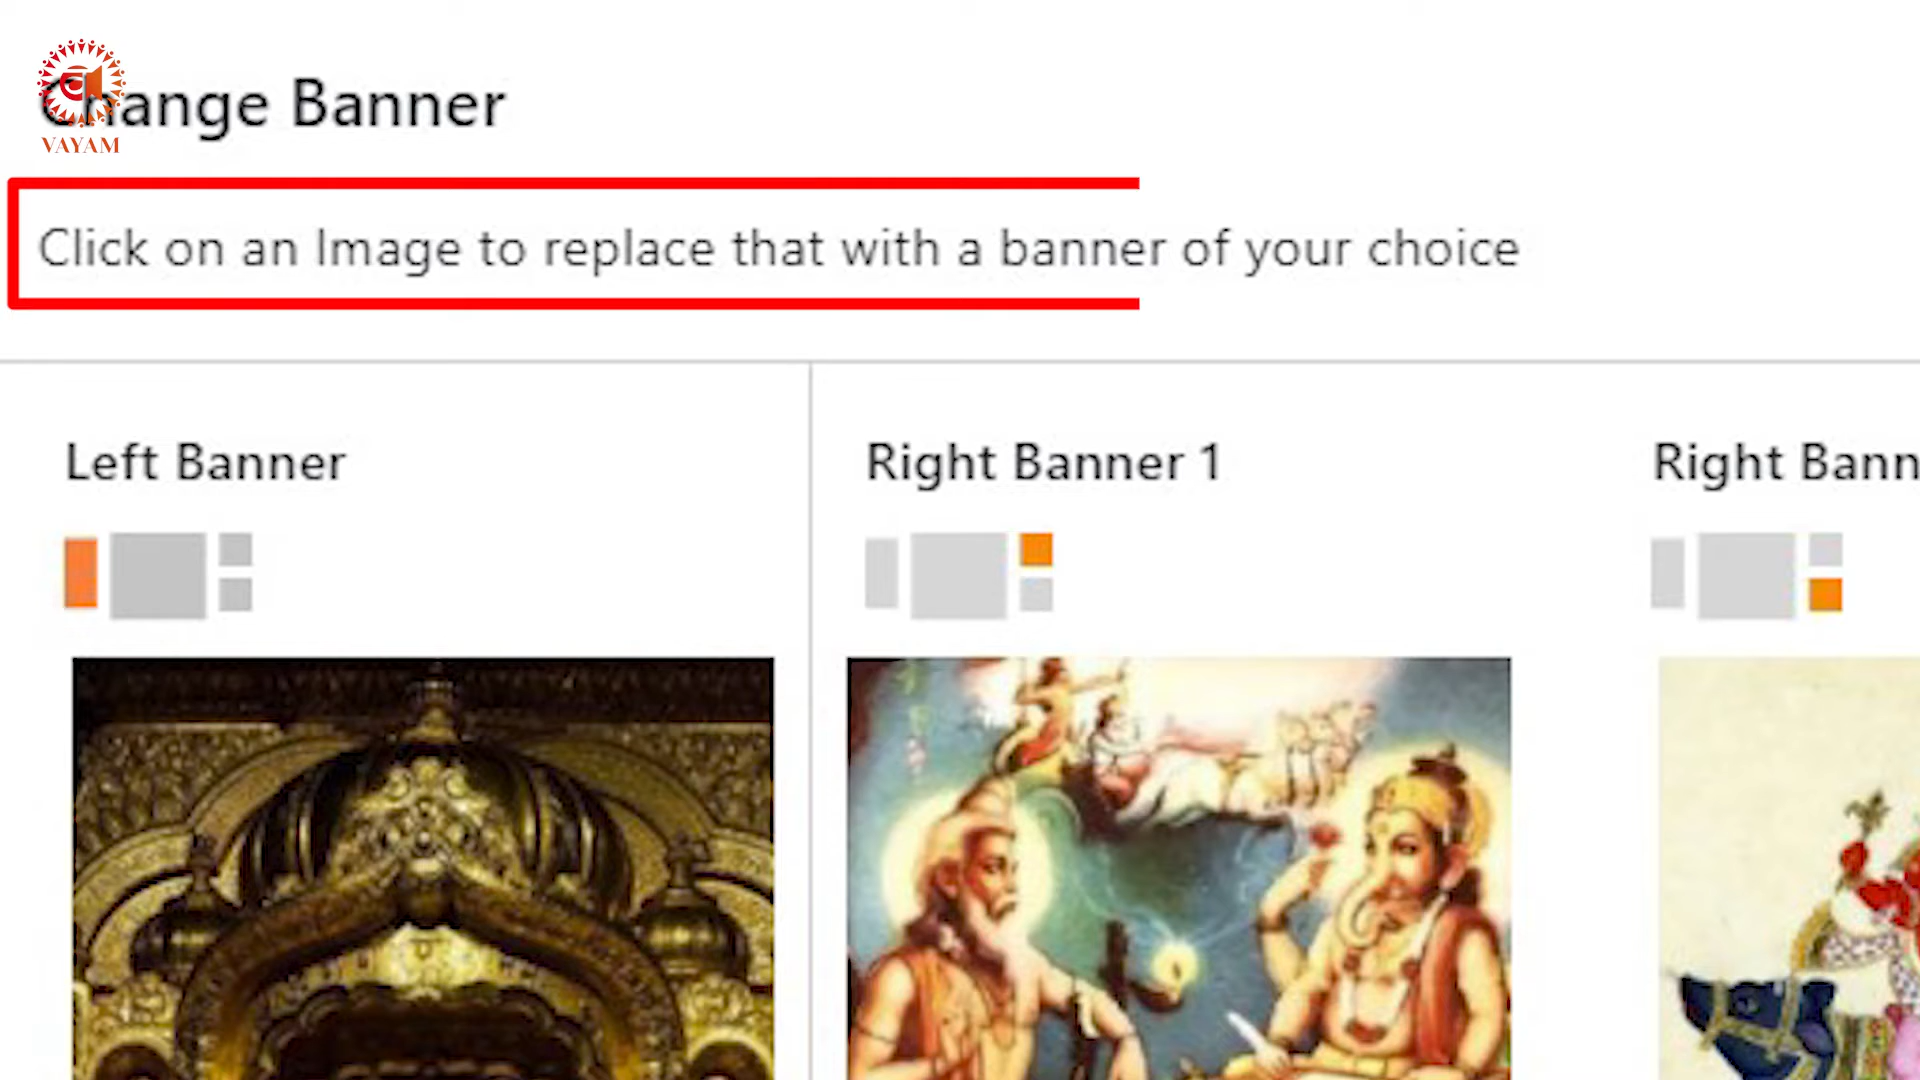 Change Banner
VAYAM
Click on an Image to replace that with a banner of your choice
Left Banner
Right Banner 1
Right Bann